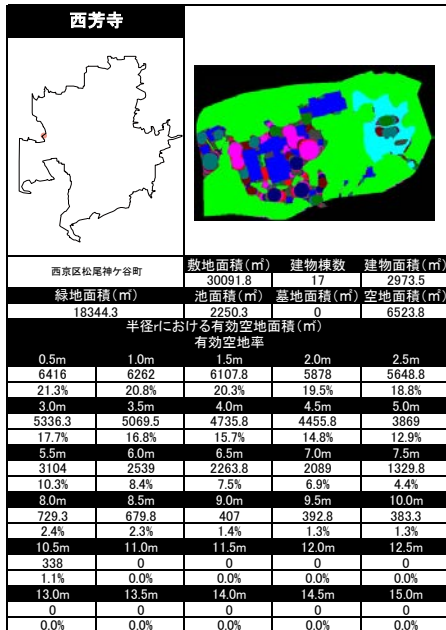 西芳寺
西京区松尾神ケ谷町 敷地面積(㎡) 建物棟数 建物面積(㎡)
30091.8 17 2973.5
緑地面積(㎡) 池面積(㎡) 墓地面積(㎡) 空地面積(㎡)
18344.3 2250.3 0 6523.8
半径rにおける有効空地面積(㎡)
有効空地率
0.5m 1.0m 1.5m 2.0m 2.5m
6416 6262 6107.8 5878 5648.8
21.3% 20.8% 20.3% 19.5% 18.8%
3.0m 3.5m 4.0m 4.5m 5.0m
5336.3 5069.5 4735.8 4455.8 3869
17.7% 16.8% 15.7% 14.8% 12.9%
5.5m 6.0m 6.5m 7.0m 7.5m
3104 2539 2263.8 2089 1329.8
10.3% 8.4% 7.5% 6.9% 4.4%
8.0m 8.5m 9.0m 9.5m 10.0m
729.3 679.8 407 392.8 383.3
2.4% 2.3% 1.4% 1.3% 1.3%
10.5m 11.0m 11.5m 12.0m 12.5m
338 0 0 0 0
1.1% 0.0% 0.0% 0.0% 0.0%
13.0m 13.5m 14.0m 14.5m 15.0m
0 0 0 0 0
0.0% 0.0% 0.0% 0.0% 0.0%